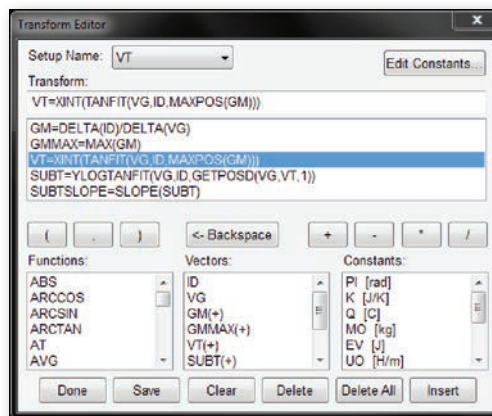 Transform Editor
x
Setup Name: VT
Edit Constants...
Transform:
VT=XINT(TANFIT(VG,ID,MAXPOS(GM)))
GM=DELTA(ID)/DELTA(VG)
GMMAX=MAX(GM)
VT=XINT(TANFIT(VG,ID,MAXPOS(GM)))
SUBT=YLOGTANFIT(VG,ID,GETPOSD(VG,VT,1))
SUBTSLOPE=SLOPE(SUBT)
( . ) <- Backspace + - * /
Functions: Vectors: Constants:
ABS ID PI [rad]
ARCCOS VG K [J/K]
ARCSIN GM(+) Q [C]
ARCTAN GMMAX(+) MO [kg]
AT VT(+) EV [J]
AVG SUBT(+) UO [H/m]
Done Save Clear Delete Delete All Insert